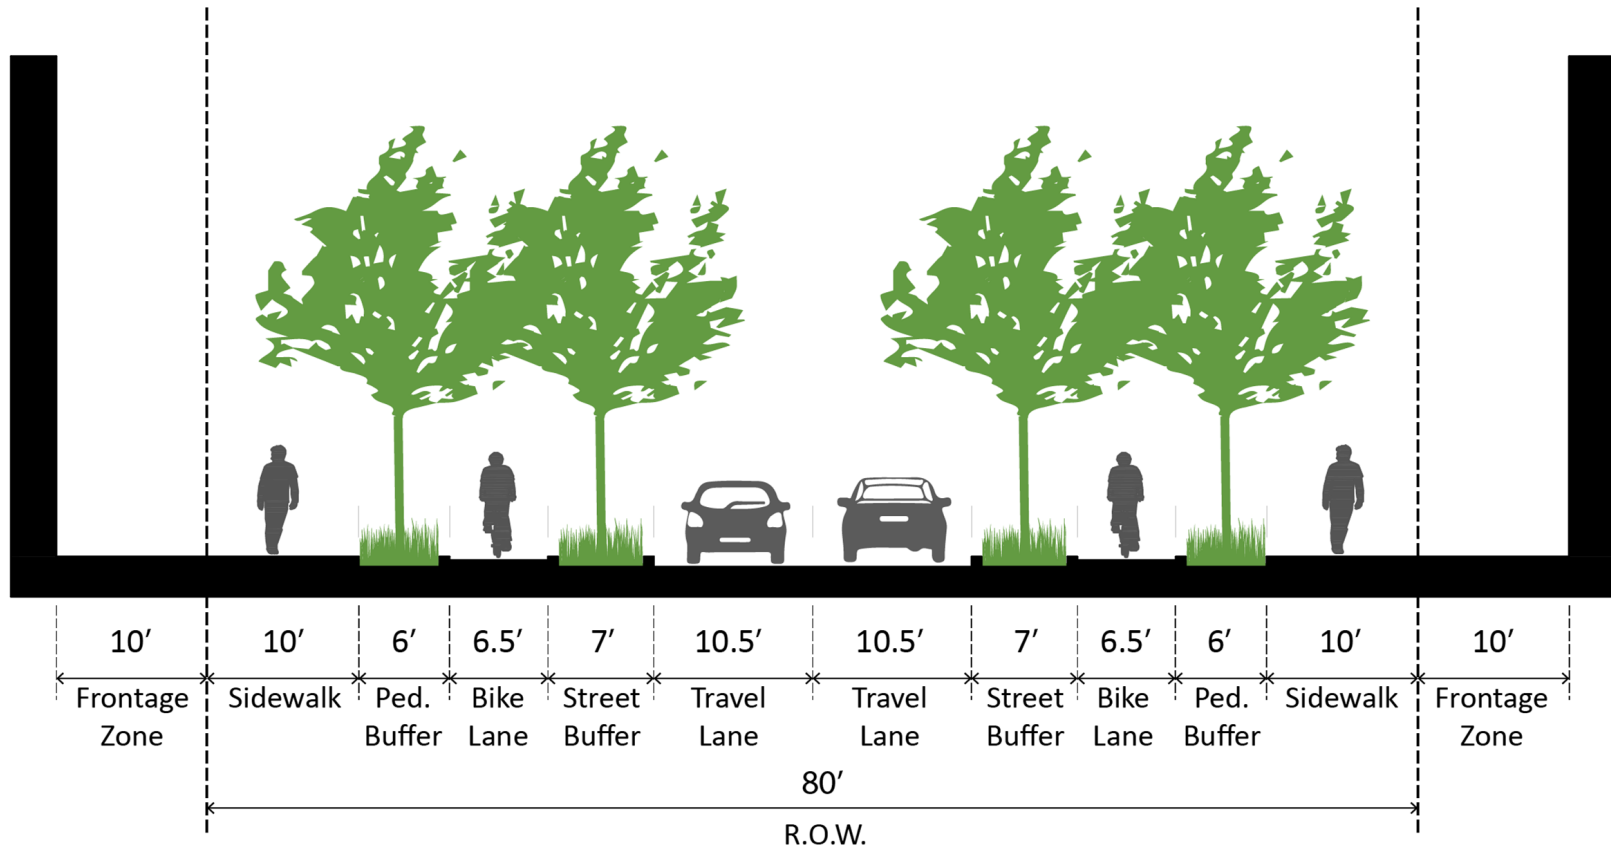 10′ 10′ 6′ 6.5′ 7′ 10.5′ 10.5′ 7′ 6.5′ 6′ 10′ 10′
Frontage Sidewalk Ped. Bike Street Travel Travel Street Bike Ped. Sidewalk Frontage
Zone Buffer Lane Buffer Lane Lane Buffer Lane Buffer Zone
80′
R.O.W.